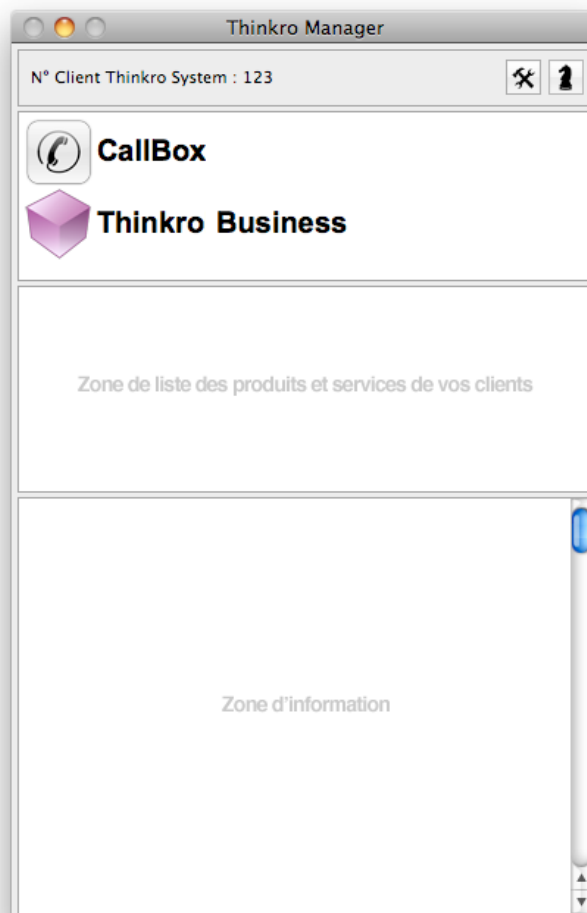 Thinkro Manager
N° Client Thinkro System : 123
CallBox
Thinkro Business
Zone de liste des produits et services de vos clients
Zone d'information